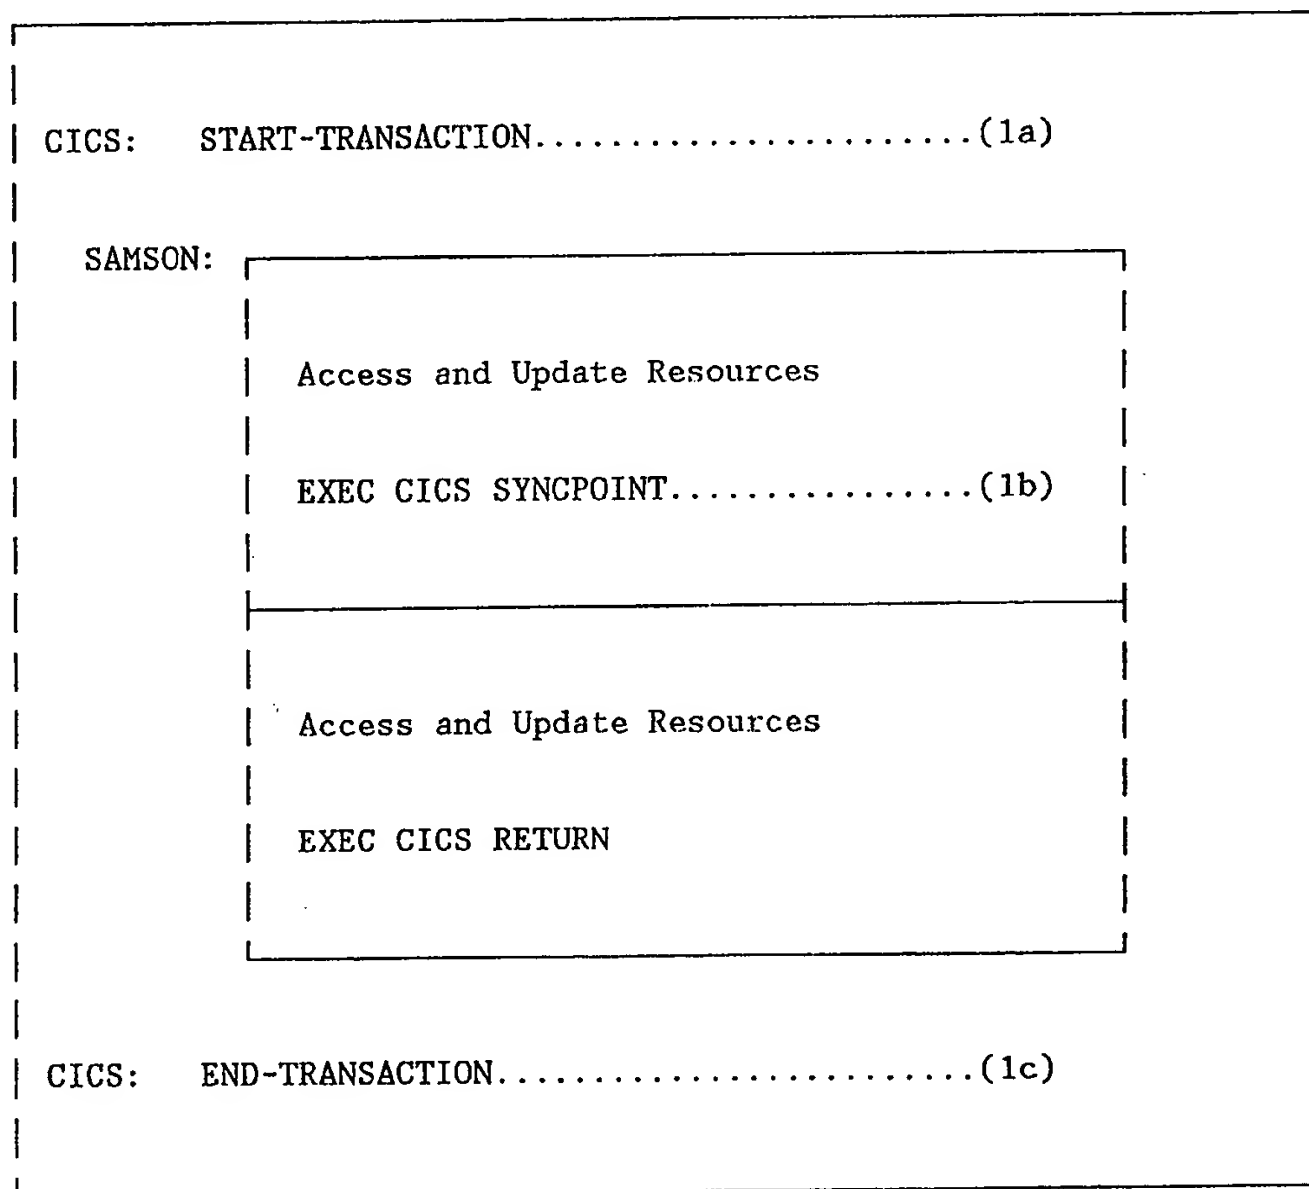 CICS: START-TRANSACTION.......................(1a)
SAMSON:
Access and Update Resources
EXEC CICS SYNCPOINT................(1b)
Access and Update Resources
EXEC CICS RETURN
CICS: END-TRANSACTION.........................(1c)